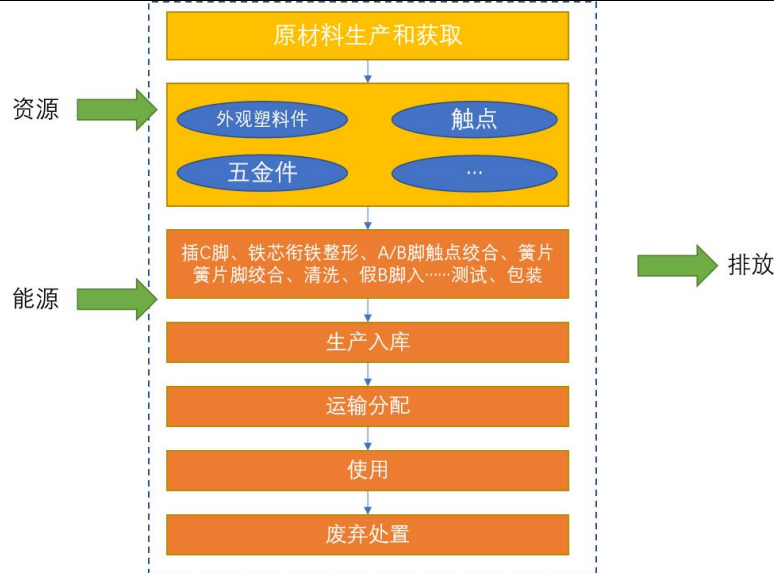 原材料生产和获取
资源
外观塑料件
触点
五金件
...
插C脚、铁芯衔铁整形、A/B脚触点绞合、簧片
簧片脚绞合、清洗、假B脚入……测试、包装
能源
排放
生产入库
运输分配
使用
废弃处置